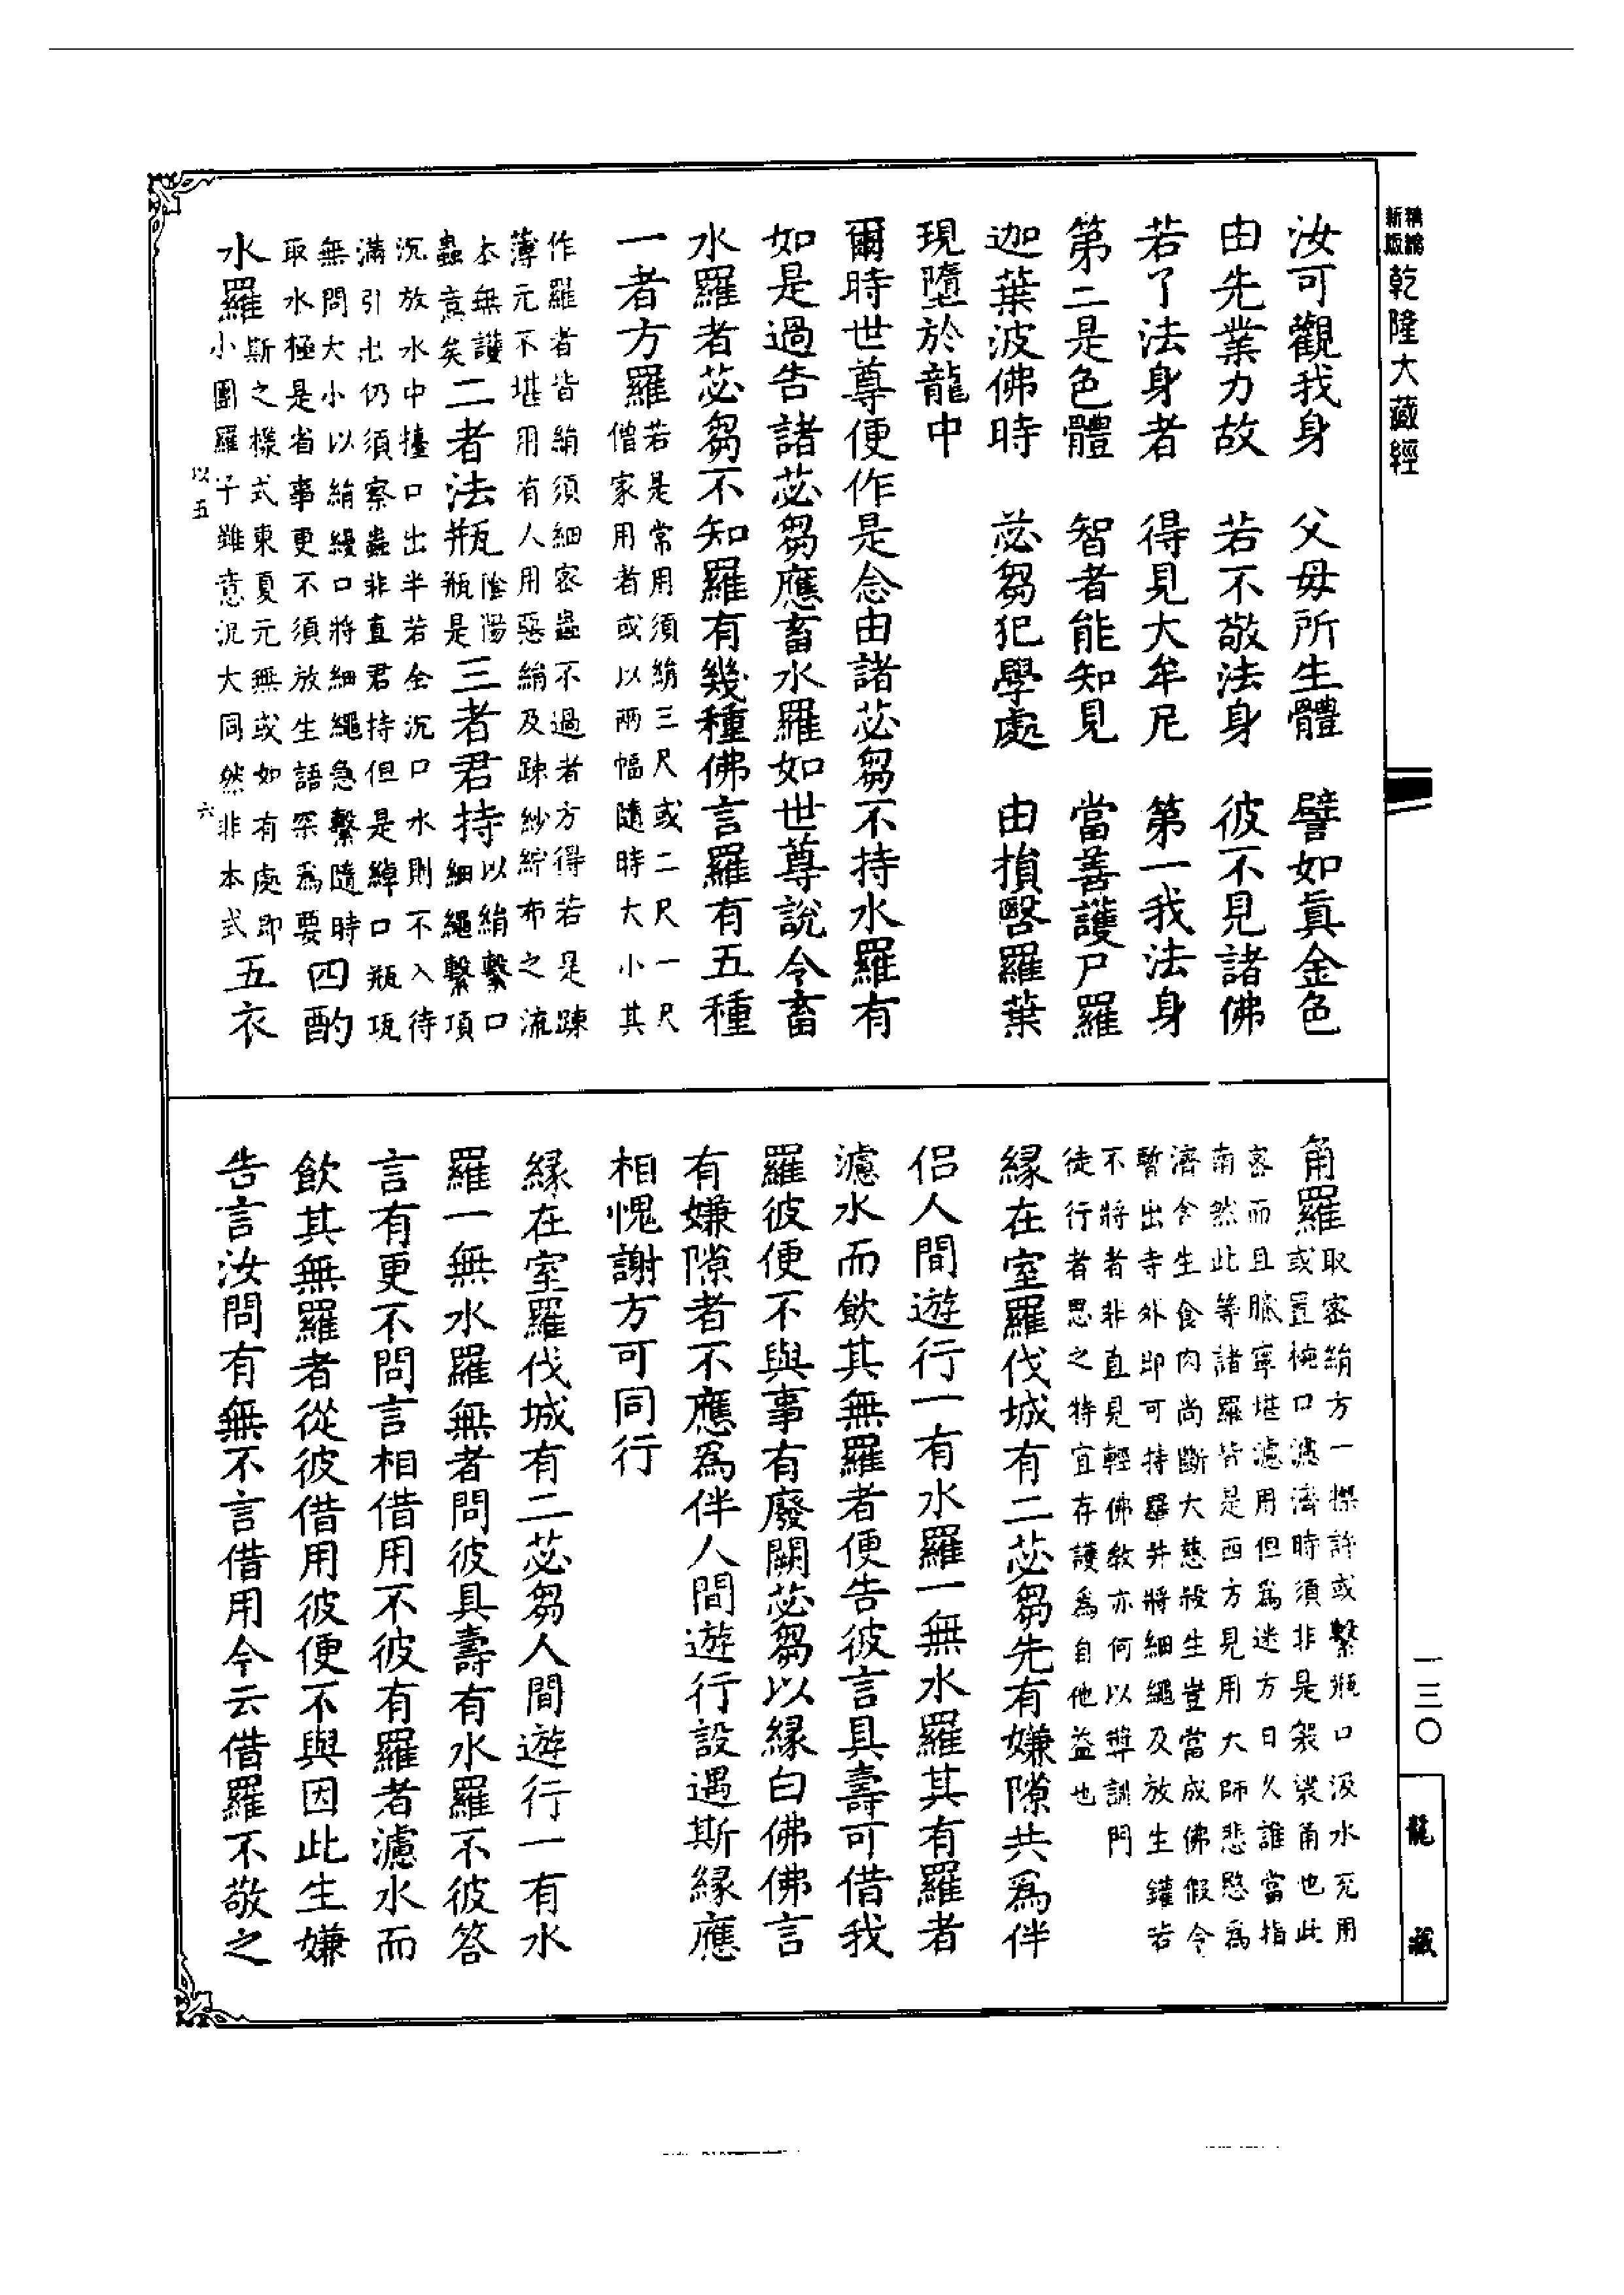 精編新版乾隆大藏經
汝可觀我身　父母所生體　譬如真金色
由先業力故　若不敬法身　彼不見諸佛
若了法身者　得見大牟尼　第一我法身
第二是色體　智者能知見　當善護尸羅
迦葉波佛時　苾芻犯學處　由損醫羅葉
現墮於龍中
爾時世尊便作是念由諸苾芻不持水羅有
如是過告諸苾芻應畜水羅如世尊說令畜
水羅者苾芻不知羅有幾種佛言羅有五種
一者方羅若是常用須絹三尺或二尺一尺僧家用者或以兩幅隨時大小其
作羅者皆絹須細密蟲不過者方得若是踈薄元不堪用有人用惡絹及踈紗紵布之流
本無護蟲意矣二者法瓶陰陽瓶是三者君持以絹繫口細繩繫項
沉放水中擡口出半若全沉口水則不入待滿引出仍須察蟲非直君持但是綽口瓶瓨
無問大小以絹縵口將細繩急繫隨時取水極是省事更不須放生語罙為要四酌
水羅斯之樣式東夏元無或如有處即小團羅子雖意況大同然非本式五衣
以五　六
角羅取密絹方一搩許或繫瓶口汲水充用或置椀口濾濟時須非是袈裟角也此
密而且膩寧堪濾用但為迷方日久誰當指南然此等諸羅皆是西方見用大師悲愍為
濟含生食肉尚斷大慈殺生豈當成佛假令暫出寺外即可持羅并將細繩及放生鑵若
不將者非直見輕佛教亦何以獎訓門徒行者思之特宜存護為自他益也
緣在室羅伐城有二苾芻先有嫌隙共為伴
侶人間遊行一有水羅一無水羅其有羅者
濾水而飲其無羅者便告彼言具壽可借我
羅彼便不與事有廢闕苾芻以緣白佛佛言
有嫌隙者不應為伴人間遊行設遇斯緣應
相愧謝方可同行
緣在室羅伐城有二苾芻人間遊行一有水
羅一無水羅無者問彼具壽有水羅不彼答
言有更不問言相借用不彼有羅者濾水而
飲其無羅者從彼借用彼便不與因此生嫌
告言汝問有無不言借用今云借羅不敬之
一三〇
龍藏